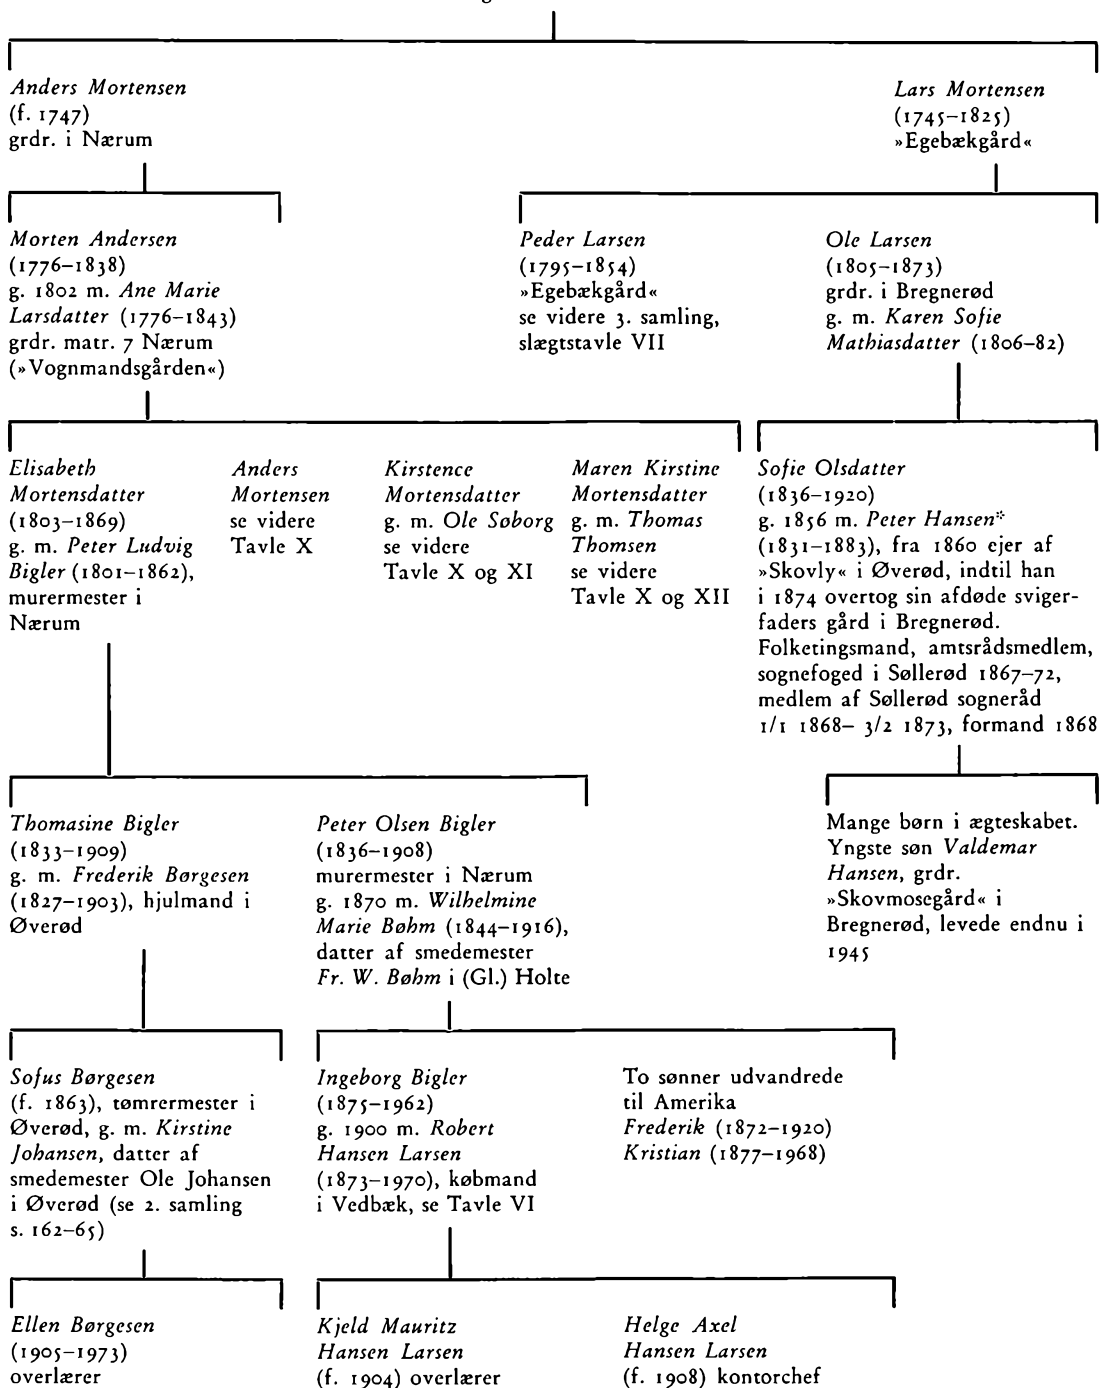 Anders Mortensen
(f. 1747)
grdr. i Nærum
Lars Mortensen
(1745–1825)
»Egebækgård«
Morten Andersen
(1776–1838)
g. 1802 m. Ane Marie
Larsdatter (1776–1843)
grdr. matr. 7 Nærum
(»Vognmandsgården«)
Peder Larsen
(1795–1854)
»Egebækgård«
se videre 3. samling,
slægtstavle VII
Ole Larsen
(1805–1873)
grdr. i Bregnerød
g. m. Karen Sofie
Mathiasdatter (1806–82)
Elisabeth
Mortensdatter
(1803–1869)
g. m. Peter Ludvig
Bigler (1801–1862),
murermester i
Nærum
Anders
Mortensen
se videre
Tavle X
Kirstence
Mortensdatter
g. m. Ole Søborg
se videre
Tavle X og XI
Maren Kirstine
Mortensdatter
g. m. Thomas
Thomsen
se videre
Tavle X og XII
Sofie Olsdatter
(1836–1920)
g. 1856 m. Peter Hansen*
(1831–1883), fra 1860 ejer af
»Skovly« i Øverød, indtil han
i 1874 overtog sin afdøde sviger-
faders gård i Bregnerød.
Folketingsmand, amtsrådsmedlem,
sognefoged i Søllerød 1867–72,
medlem af Søllerød sogneråd
1/1 1868– 3/2 1873, formand 1868
Thomasine Bigler
(1833–1909)
g. m. Frederik Børgesen
(1827–1903), hjulmand i
Øverød
Peter Olsen Bigler
(1836–1908)
murermester i Nærum
g. 1870 m. Wilhelmine
Marie Bøhm (1844–1916),
datter af smedemester
Fr. W. Bøhm i (Gl.) Holte
Mange børn i ægteskabet.
Yngste søn Valdemar
Hansen, grdr.
»Skovmosegård« i
Bregnerød, levede endnu i
1945
Sofus Børgesen
(f. 1863), tømrermester i
Øverød, g. m. Kirstine
Johansen, datter af
smedemester Ole Johansen
i Øverød (se 2. samling
s. 162–65)
Ingeborg Bigler
(1875–1962)
g. 1900 m. Robert
Hansen Larsen
(1873–1970), købmand
i Vedbæk, se Tavle VI
To sønner udvandrede
til Amerika
Frederik (1872–1920)
Kristian (1877–1968)
Ellen Børgesen
(1905–1973)
overlærer
Kjeld Mauritz
Hansen Larsen
(f. 1904) overlærer
Helge Axel
Hansen Larsen
(f. 1908) kontorchef